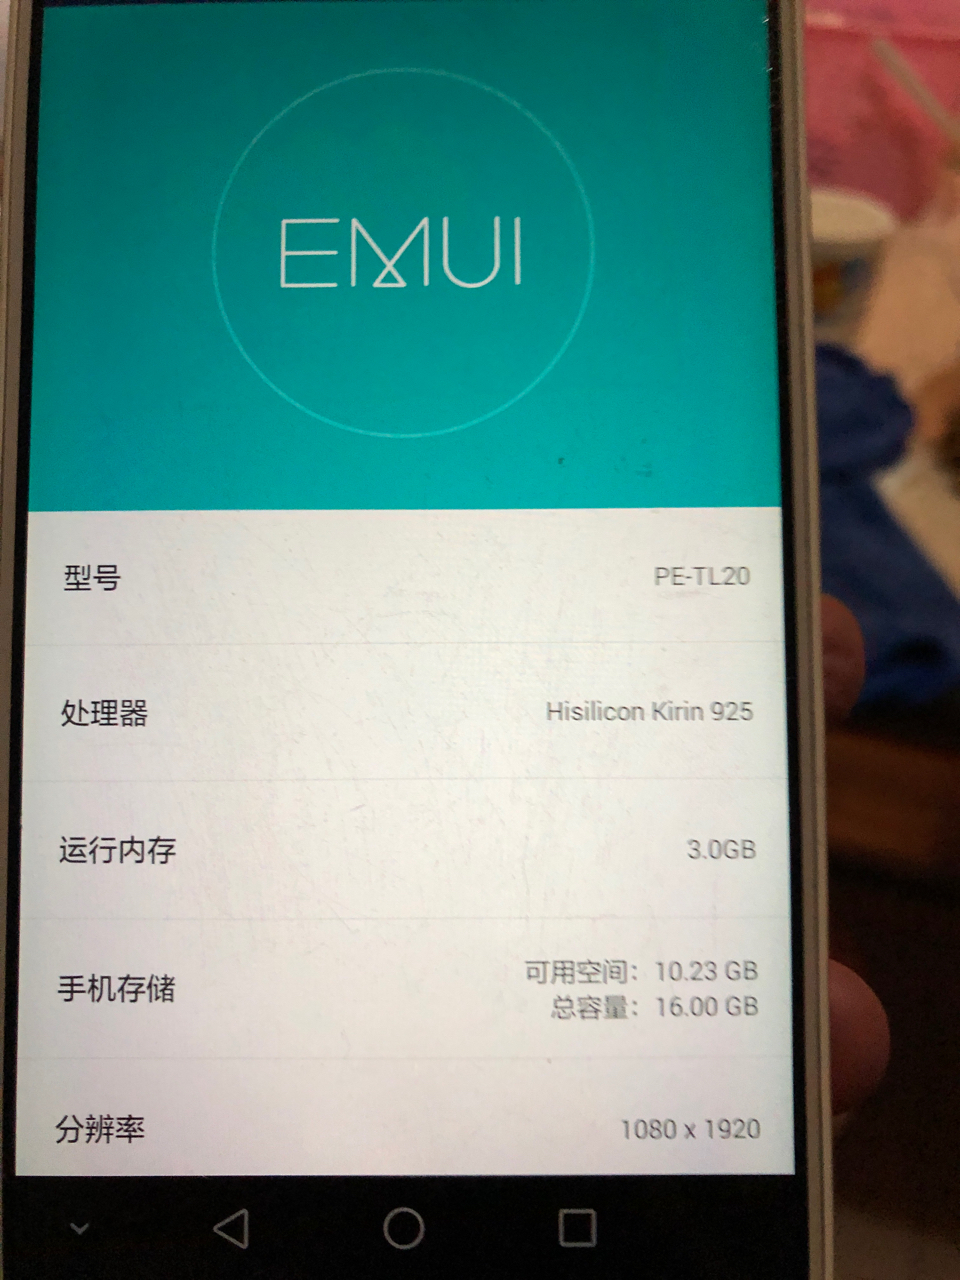 EMUI
型号 PE-TL20
处理器 Hisilicon Kirin 925
运行内存 3.0GB
手机存储 可用空间：10.23 GB
总容量：16.00 GB
分辨率 1080 x 1920